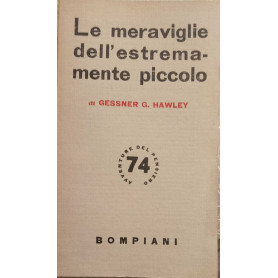 Le meraviglie
dell'estrema-
mente piccolo
di GESSNER G. HAWLEY
AVVENTURE DEL PENSIERO
74
BOMPIANI